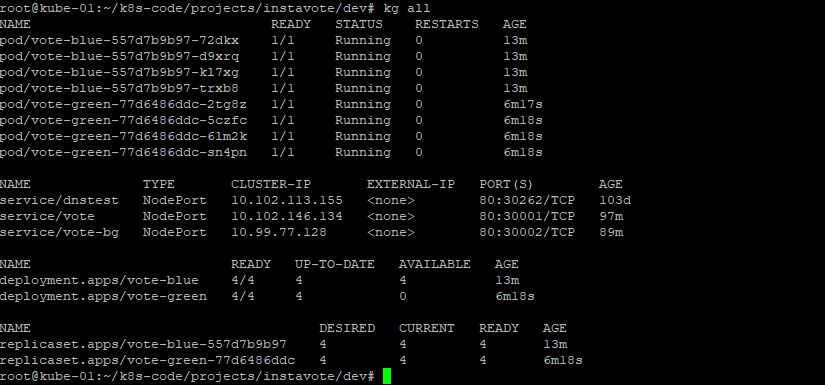 root@kube-01:~/k8s-code/projects/instavote/dev# kg all
NAME READY STATUS RESTARTS AGE
pod/vote-blue-557d7b9b97-72dkx 1/1 Running 0 13m
pod/vote-blue-557d7b9b97-d9xrq 1/1 Running 0 13m
pod/vote-blue-557d7b9b97-kl7xg 1/1 Running 0 13m
pod/vote-blue-557d7b9b97-trxb8 1/1 Running 0 13m
pod/vote-green-77d6486ddc-2tg8z 1/1 Running 0 6m17s
pod/vote-green-77d6486ddc-5czfc 1/1 Running 0 6m18s
pod/vote-green-77d6486ddc-6lm2k 1/1 Running 0 6m18s
pod/vote-green-77d6486ddc-sn4pn 1/1 Running 0 6m18s
NAME TYPE CLUSTER-IP EXTERNAL-IP PORT(S) AGE
service/dnstest NodePort 10.102.113.155 <none> 80:30262/TCP 103d
service/vote NodePort 10.102.146.134 <none> 80:30001/TCP 97m
service/vote-bg NodePort 10.99.77.128 <none> 80:30002/TCP 89m
NAME READY UP-TO-DATE AVAILABLE AGE
deployment.apps/vote-blue 4/4 4 4 13m
deployment.apps/vote-green 4/4 4 0 6m18s
NAME DESIRED CURRENT READY AGE
replicaset.apps/vote-blue-557d7b9b97 4 4 4 13m
replicaset.apps/vote-green-77d6486ddc 4 4 4 6m18s
root@kube-01:~/k8s-code/projects/instavote/dev#